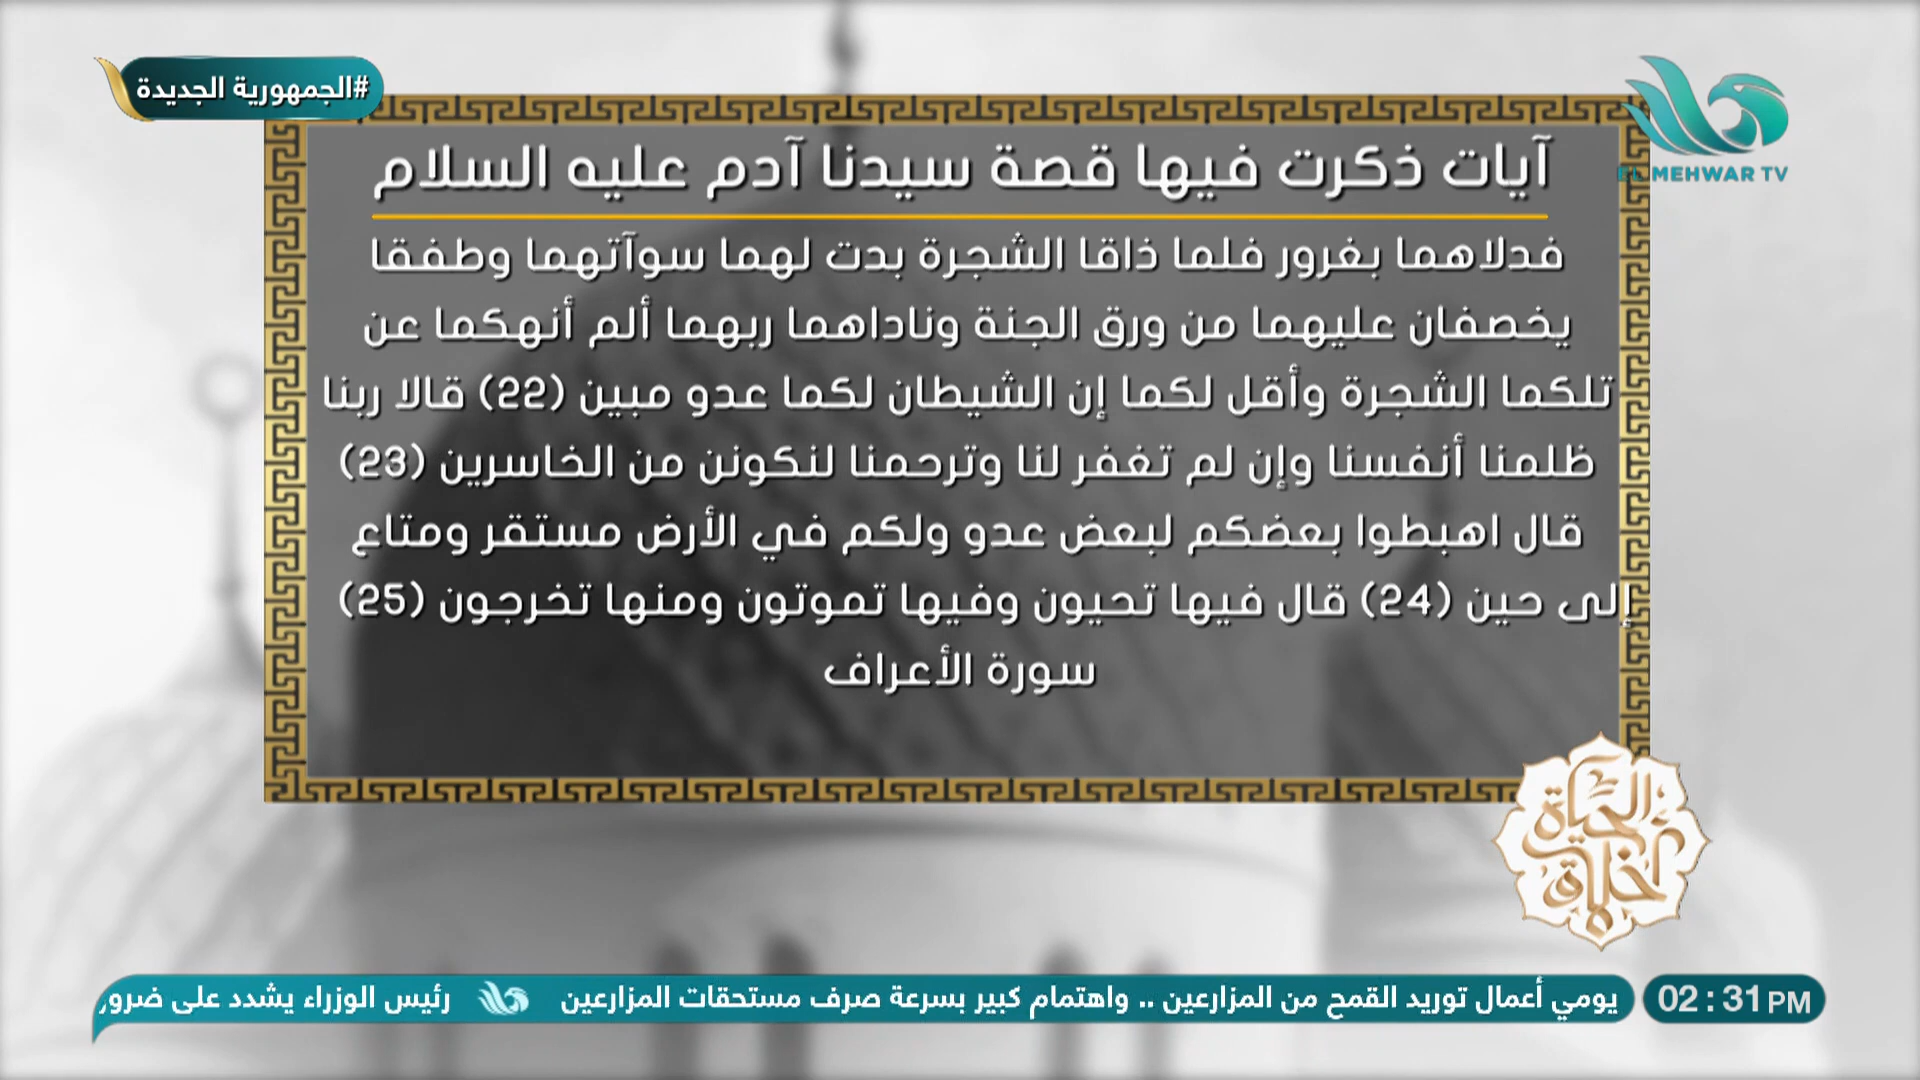 #الجمهورية الجديدة
EL MEHWAR TV
آيات ذكرت فيها قصة سيدنا آدم عليه السلام
فدلاهما بغرور فلما ذاقا الشجرة بدت لهما سوآتهما وطفقا
يخصفان عليهما من ورق الجنة وناداهما ربهما ألم أنهكما عن
تلكما الشجرة وأقل لكما إن الشيطان لكما عدو مبين (22) قالا ربنا
ظلمنا أنفسنا وإن لم تغفر لنا وترحمنا لنكونن من الخاسرين (23)
قال اهبطوا بعضكم لبعض عدو ولكم في الأرض مستقر ومتاع
إلى حين (24) قال فيها تحيون وفيها تموتون ومنها تخرجون (25)
سورة الأعراف
الحياة
أخلاق
يومي أعمال توريد القمح من المزارعين .. واهتمام كبير بسرعة صرف مستحقات المزارعين رئيس الوزراء يشدد على ضرور
02:31PM